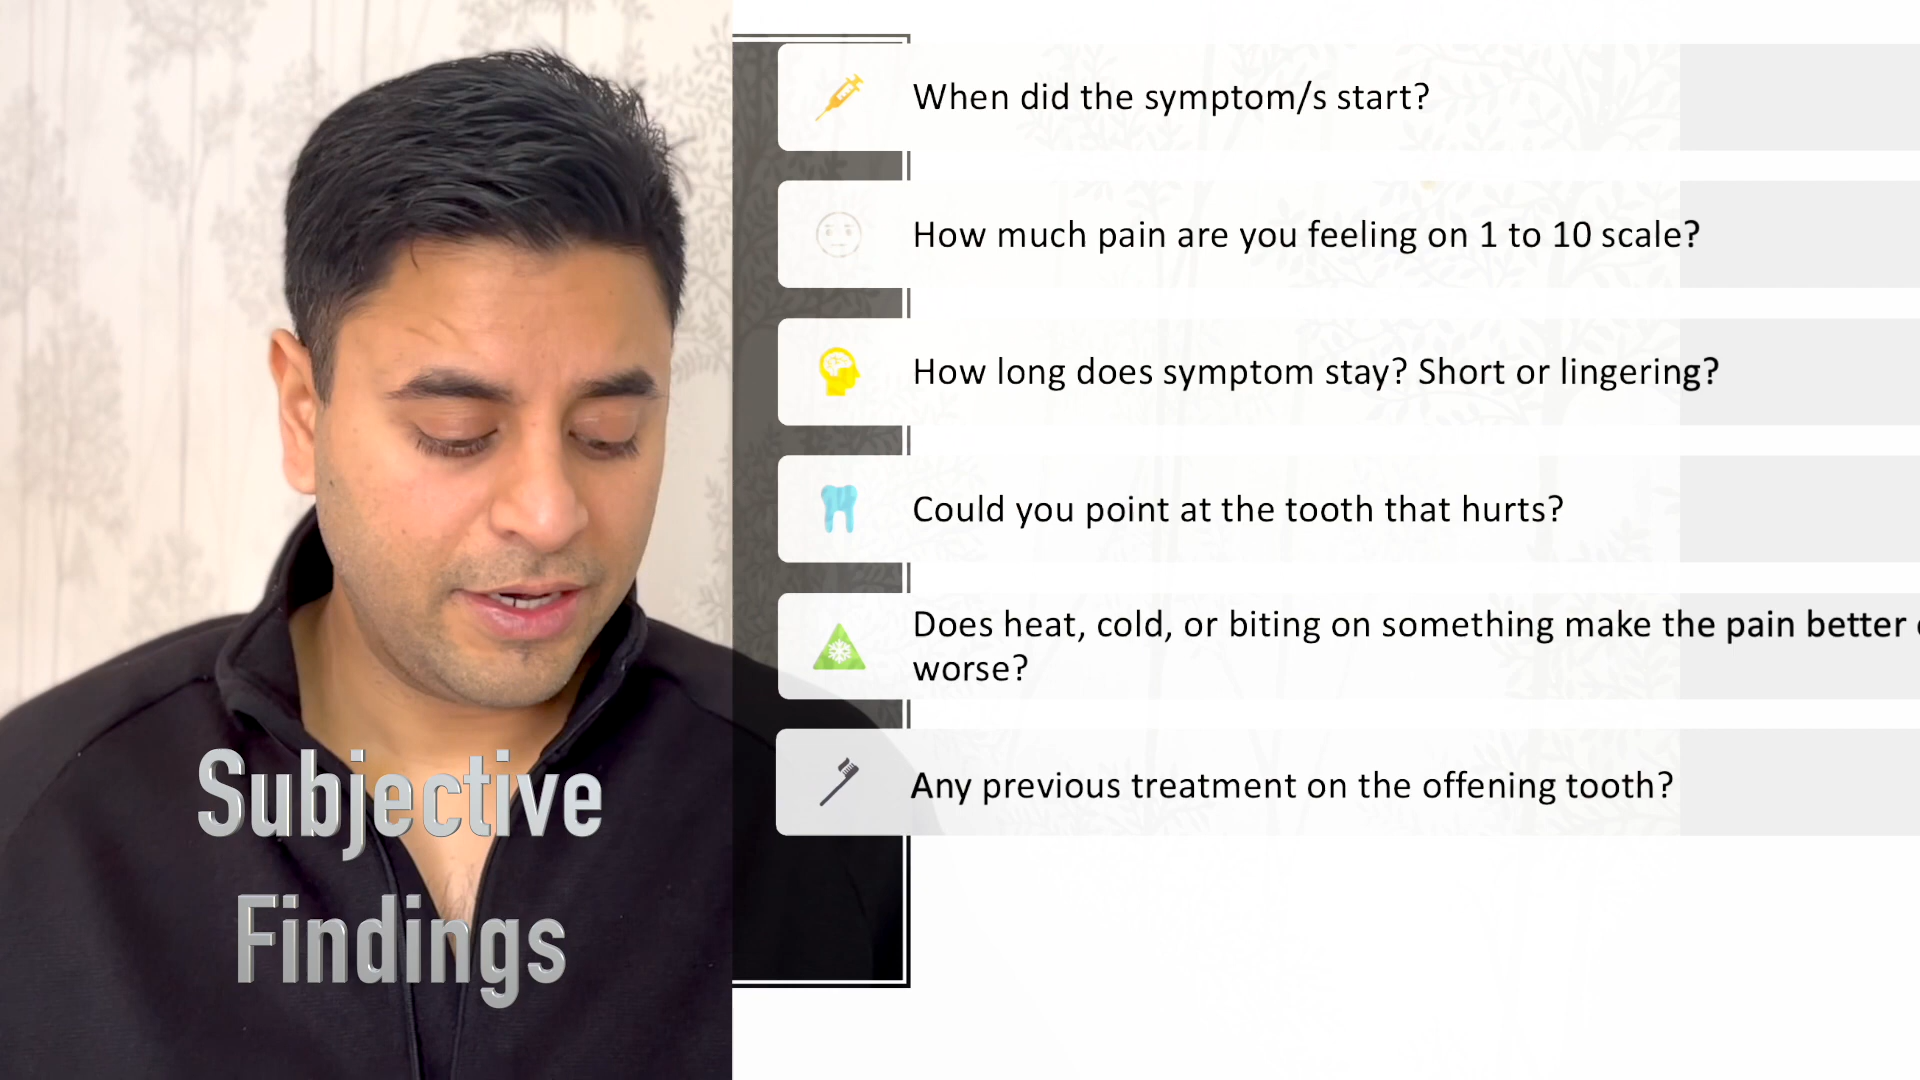 When did the symptom/s start?
How much pain are you feeling on 1 to 10 scale?
How long does symptom stay? Short or lingering?
Could you point at the tooth that hurts?
Does heat, cold, or biting on something make the pain better
worse?
Any previous treatment on the offening tooth?
Subjective
Findings